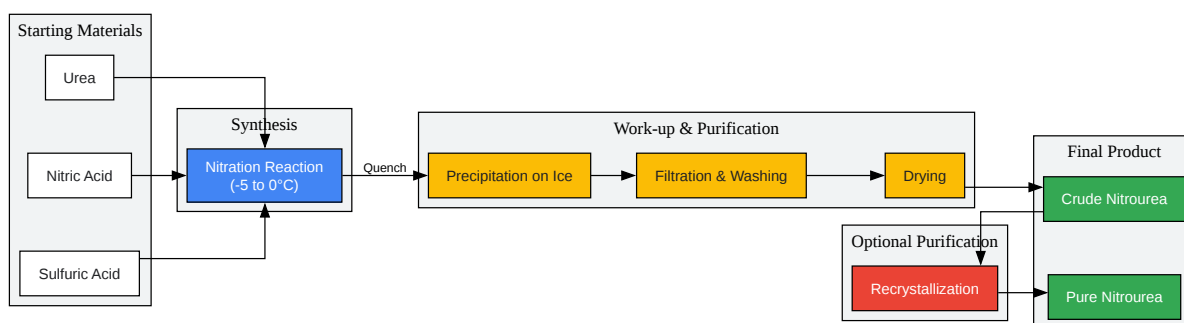 Starting Materials
Urea
Nitric Acid
Sulfuric Acid
Synthesis
Nitration Reaction
(-5 to 0°C)
Quench
Work-up & Purification
Precipitation on Ice
Filtration & Washing
Drying
Optional Purification
Recrystallization
Final Product
Crude Nitrourea
Pure Nitrourea